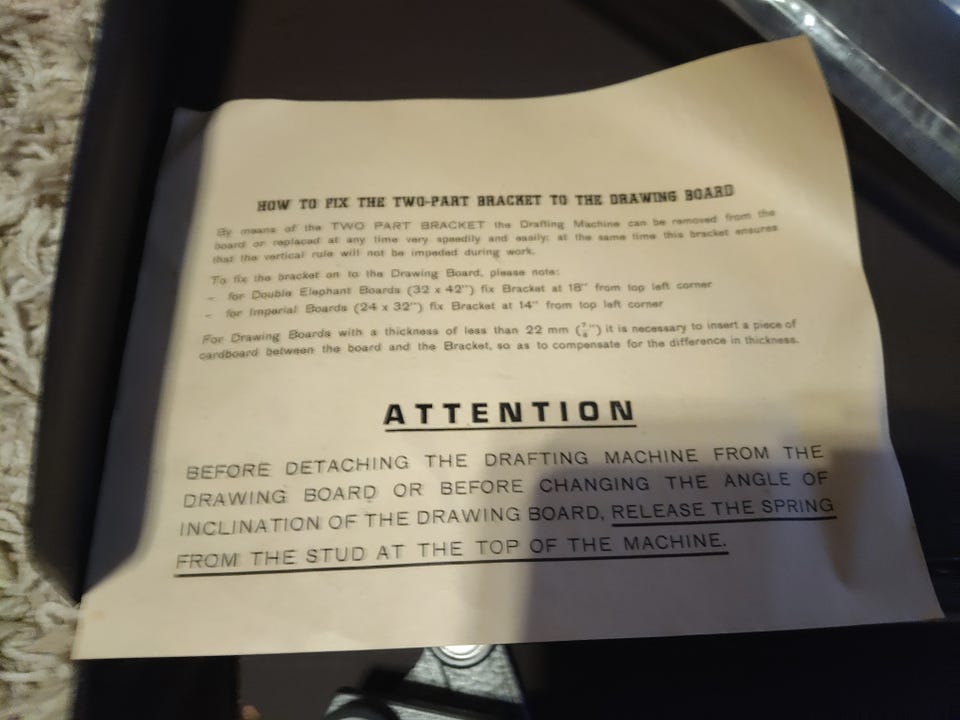 HOW TO FIX THE TWO-PART BRACKET TO THE DRAWING BOARD
By means of the TWO PART BRACKET the Drafting Machine can be removed from the
board or replaced at any time very speedily and easily; at the same time this bracket ensures
that the vertical rule will not be impeded during work.
To fix the bracket on to the Drawing Board, please note:
- for Double Elephant Boards (32 x 42") fix Bracket at 18" from top left corner
- for Imperial Boards (24 x 32") fix Bracket at 14" from top left corner
For Drawing Boards with a thickness of less than 22 mm ( ") it is necessary to insert a piece of
cardboard between the board and the Bracket, so as to compensate for the difference in thickness.
ATTENTION
BEFORE DETACHING THE DRAFTING MACHINE FROM THE
DRAWING BOARD OR BEFORE CHANGING THE ANGLE OF
INCLINATION OF THE DRAWING BOARD, RELEASE THE SPRING
FROM THE STUD AT THE TOP OF THE MACHINE.